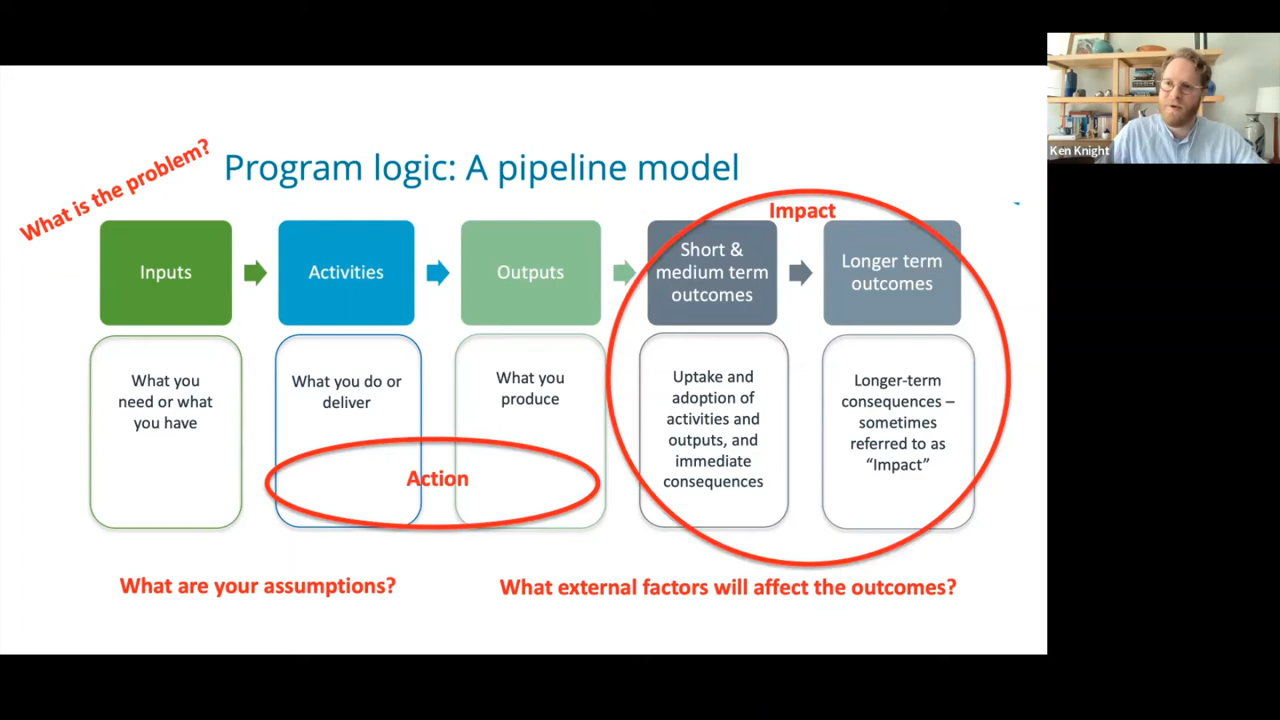 Ken Knight
What is the problem?
Program logic: A pipeline model
Impact
Inputs
Activities
Outputs
Short &
medium term
outcomes
Longer term
outcomes
What you
need or what
you have
What you do or
deliver
What you
produce
Uptake and
adoption of
activities and
outputs, and
immediate
consequences
Longer-term
consequences –
sometimes
referred to as
“Impact”
Action
What are your assumptions?
What external factors will affect the outcomes?